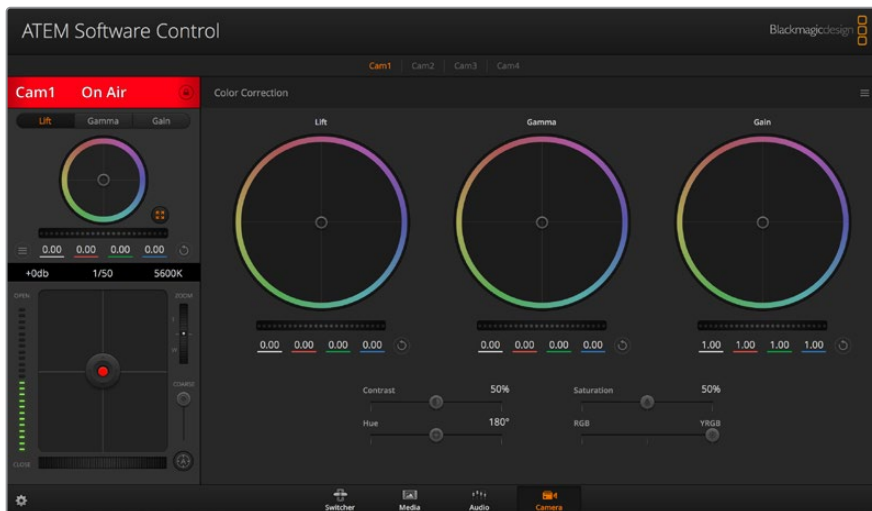 ATEM Software Control
Blackmagicdesign
Cam1 Cam2 Cam3 Cam4
Cam1 On Air
Color Correction
Lift Gamma Gain
Lift Gamma Gain
0.00 0.00 0.00 0.00
+0db 1/50 5600K
OPEN
ZOOM
COARSE
CLOSE
0.00 0.00 0.00 0.00
0.00 0.00 0.00 0.00
1.00 1.00 1.00 1.00
Contrast 50%
Saturation 50%
Hue 180°
RGB YRGB
Switcher Media Audio Camera